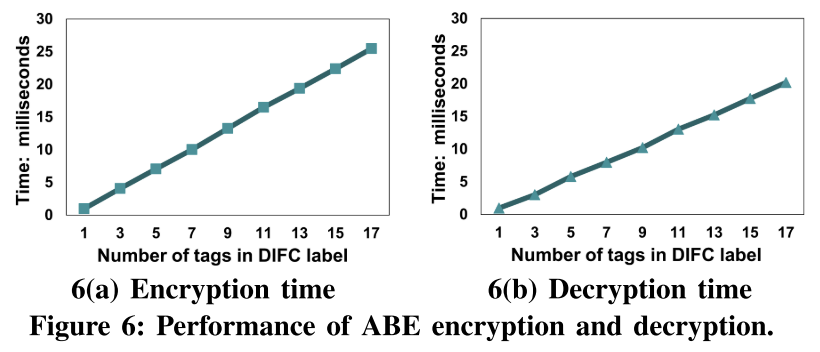 30
25
20
15
10
5
0
Time: milliseconds
1 3 5 7 9 11 13 15 17
Number of tags in DIFC label
6(a) Encryption time
30
25
20
15
10
5
0
Time: milliseconds
1 3 5 7 9 11 13 15 17
Number of tags in DIFC label
6(b) Decryption time
Figure 6: Performance of ABE encryption and decryption.